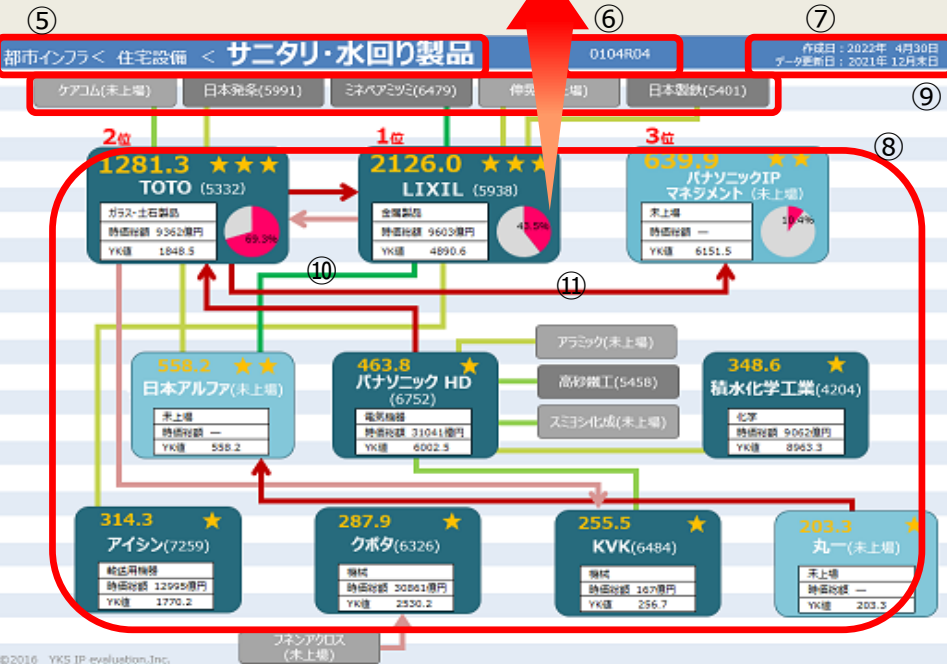 ⑤
⑥
⑦
都市インフラ < 住宅設備 < サニタリ・水回り製品
0104R04
作成日：2022年 4月30日
データ更新日：2021年 12月末日
ケアコム(未上場)
日本発条(5991)
ミネベアミツミ(6479)
日本製鉄(5401)
⑨
2位
1位
3位
⑧
1281.3 ★★★
TOTO (5332)
ガラス・土石製品
時価総額 9362億円
YK値 1848.5
69.3%
2126.0 ★★★
LIXIL (5938)
金属製品
時価総額 9603億円
YK値 4890.6
43.5%
639.9 ★★
パナソニックIP
マネジメント (未上場)
未上場
時価総額 ―
YK値 6151.5
10.4%
⑩
⑪
アラミック(未上場)
高砂鐵工(5458)
スミヨシ化成(未上場)
558.2 ★★
日本アルファ(未上場)
未上場
時価総額 ―
YK値 558.2
463.8 ★
パナソニック HD
(6752)
電気機器
時価総額 31041億円
YK値 6002.5
348.6 ★
積水化学工業(4204)
化学
時価総額 9062億円
YK値 8963.3
314.3 ★
アイシン(7259)
輸送用機器
時価総額 12995億円
YK値 1770.2
287.9 ★
クボタ(6326)
機械
時価総額 30861億円
YK値 2530.2
255.5 ★
KVK(6484)
機械
時価総額 167億円
YK値 256.7
203.3 ★
丸一(未上場)
未上場
時価総額 ―
YK値 203.3
フネンアクロス
(未上場)
©2016 YKS IP evaluation.Inc.